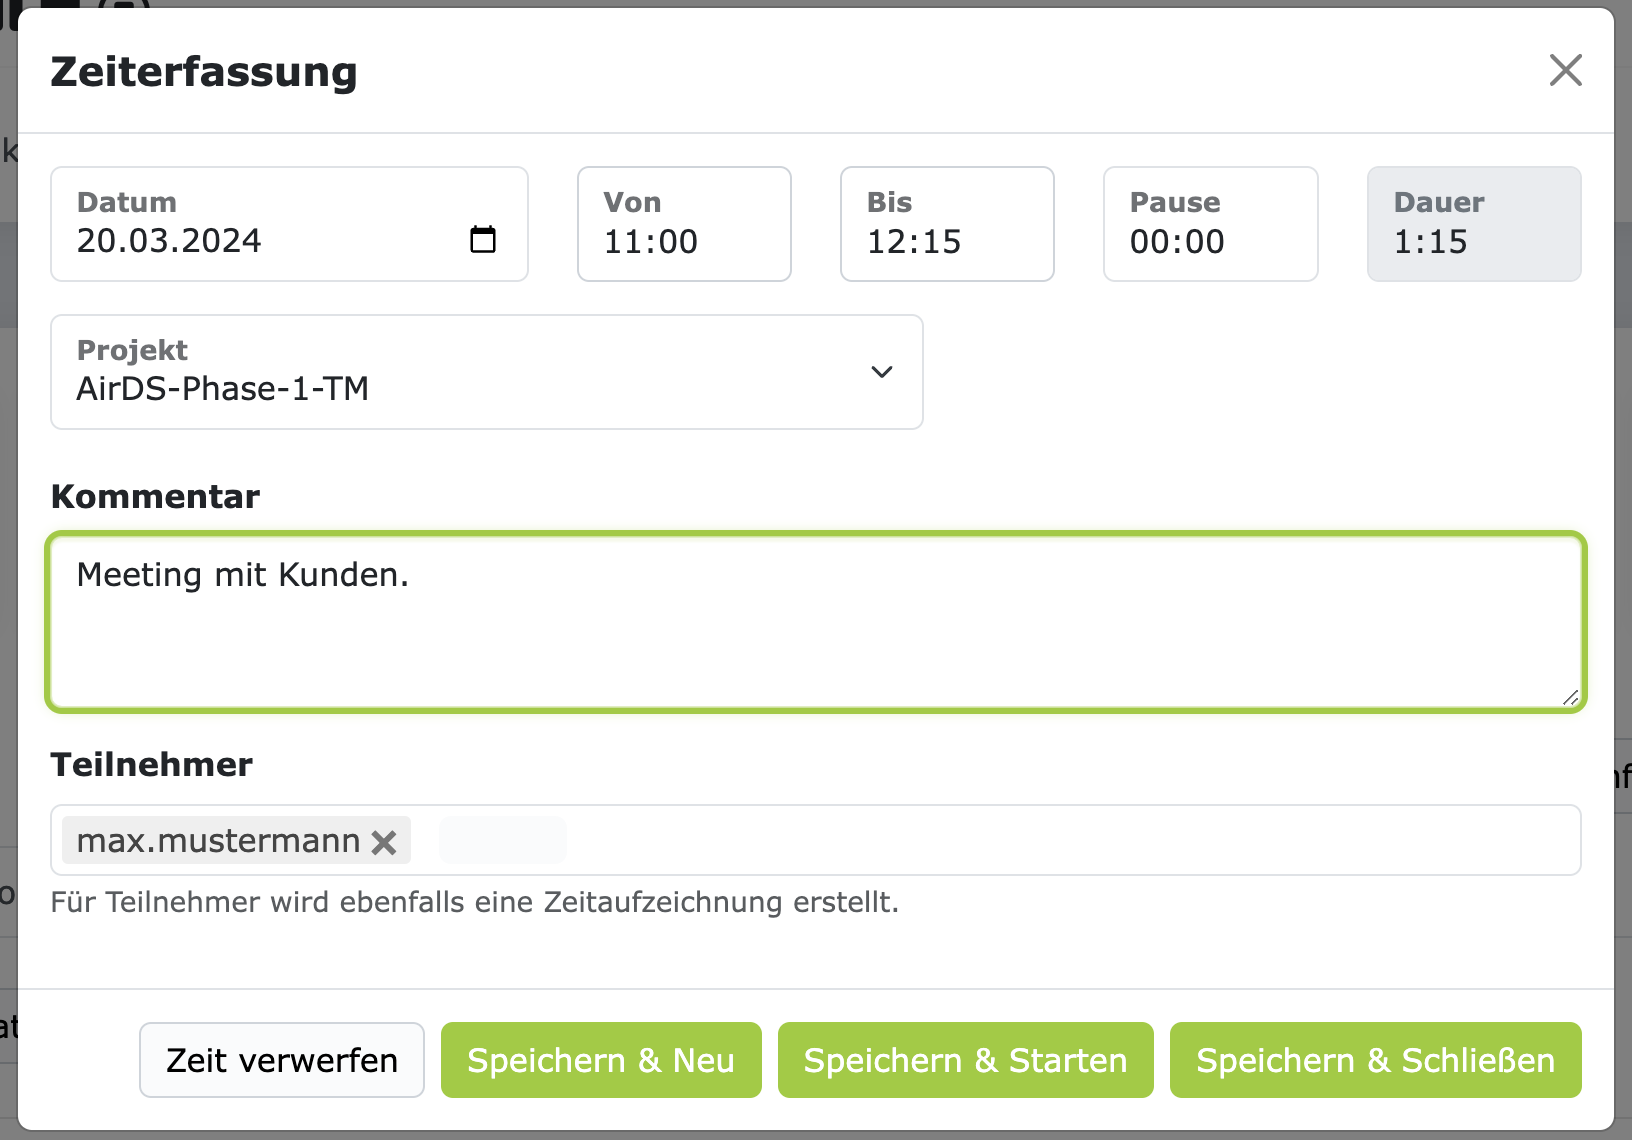 Zeiterfassung
Datum
20.03.2024
Von
11:00
Bis
12:15
Pause
00:00
Dauer
1:15
Projekt
AirDS-Phase-1-TM
Kommentar
Meeting mit Kunden.
Teilnehmer
max.mustermann
Für Teilnehmer wird ebenfalls eine Zeitaufzeichnung erstellt.
Zeit verwerfen
Speichern & Neu
Speichern & Starten
Speichern & Schließen